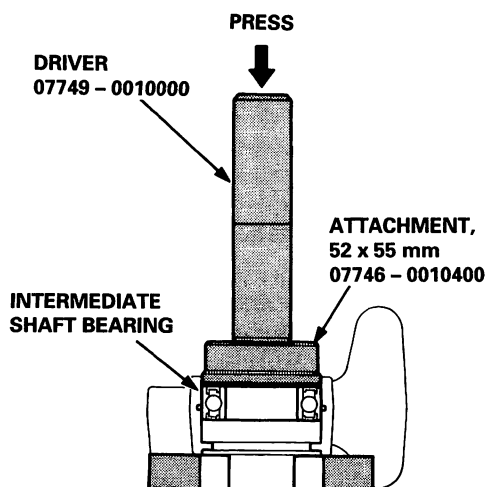 PRESS
DRIVER
07749 – 0010000
ATTACHMENT,
52 x 55 mm
07746 – 0010400
INTERMEDIATE
SHAFT BEARING